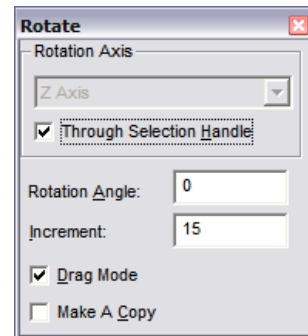 Rotate
Rotation Axis
Z Axis
Through Selection Handle
Rotation Angle: 0
Increment: 15
Drag Mode
Make A Copy